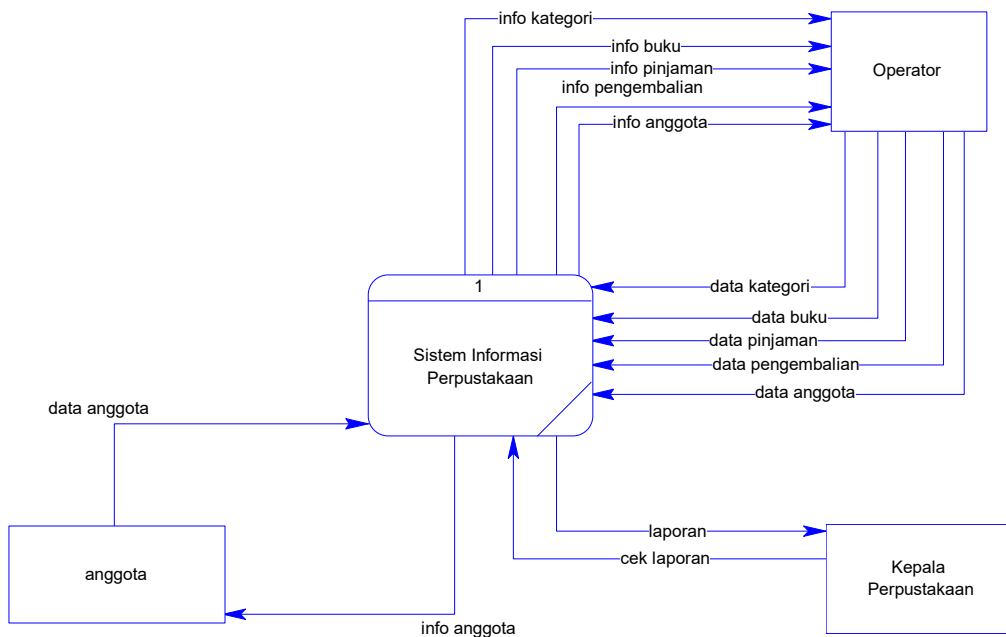 info kategori
info buku
info pinjaman
info pengembalian
info anggota
Operator
1
Sistem Informasi
Perpustakaan
data kategori
data buku
data pinjaman
data pengembalian
data anggota
data anggota
anggota
info anggota
laporan
cek laporan
Kepala
Perpustakaan